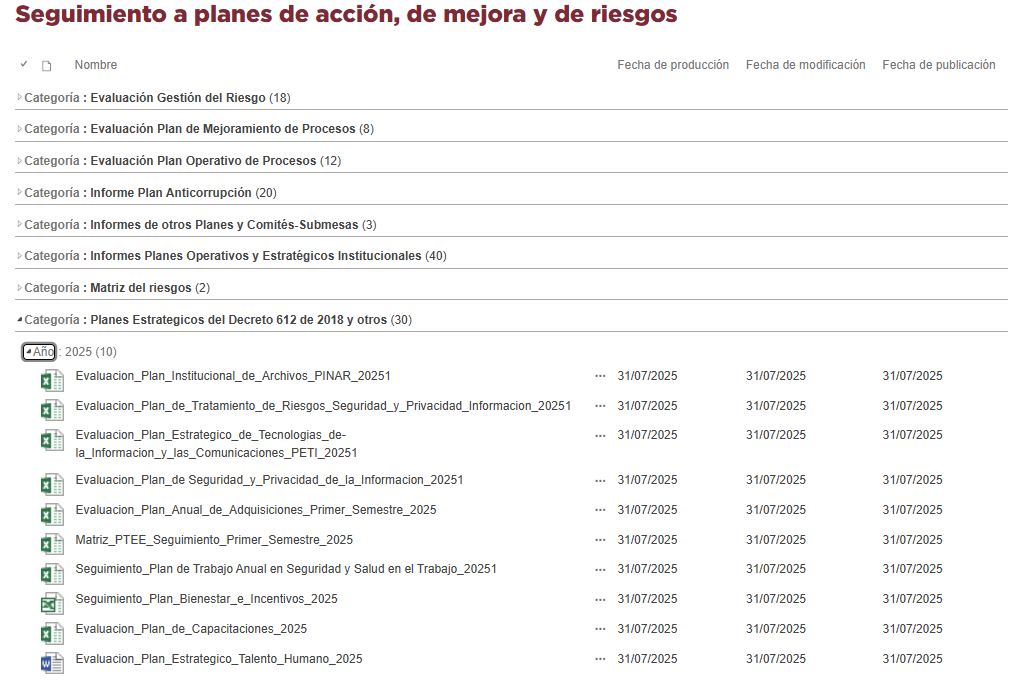 Seguimiento a planes de acción, de mejora y de riesgos
Nombre Fecha de producción Fecha de modificación Fecha de publicación
Categoría : Evaluación Gestión del Riesgo (18)
Categoría : Evaluación Plan de Mejoramiento de Procesos (8)
Categoría : Evaluación Plan Operativo de Procesos (12)
Categoría : Informe Plan Anticorrupción (20)
Categoría : Informes de otros Planes y Comités-Submesas (3)
Categoría : Informes Planes Operativos y Estratégicos Institucionales (40)
Categoría : Matriz del riesgos (2)
Categoría : Planes Estrategicos del Decreto 612 de 2018 y otros (30)
Año : 2025 (10)
Evaluacion_Plan_Institucional_de_Archivos_PINAR_20251 ... 31/07/2025 31/07/2025 31/07/2025
Evaluacion_Plan_de_Tratamiento_de_Riesgos_Seguridad_y_Privacidad_Informacion_20251 ... 31/07/2025 31/07/2025 31/07/2025
Evaluacion_Plan_Estrategico_de_Tecnologias_de- ... 31/07/2025 31/07/2025 31/07/2025
la_Informacion_y_las_Comunicaciones_PETI_20251
Evaluacion_Plan_de Seguridad_y_Privacidad_de_la_Informacion_20251 ... 31/07/2025 31/07/2025 31/07/2025
Evaluacion_Plan_Anual_de_Adquisiciones_Primer_Semestre_2025 ... 31/07/2025 31/07/2025 31/07/2025
Matriz_PTEE_Seguimiento_Primer_Semestre_2025 ... 31/07/2025 31/07/2025 31/07/2025
Seguimiento_Plan de Trabajo Anual en Seguridad y Salud en el Trabajo_20251 ... 31/07/2025 31/07/2025 31/07/2025
Seguimiento_Plan_Bienestar_e_Incentivos_2025 ... 31/07/2025 31/07/2025 31/07/2025
Evaluacion_Plan_de_Capacitaciones_2025 ... 31/07/2025 31/07/2025 31/07/2025
Evaluacion_Plan_Estrategico_Talento_Humano_2025 ... 31/07/2025 31/07/2025 31/07/2025